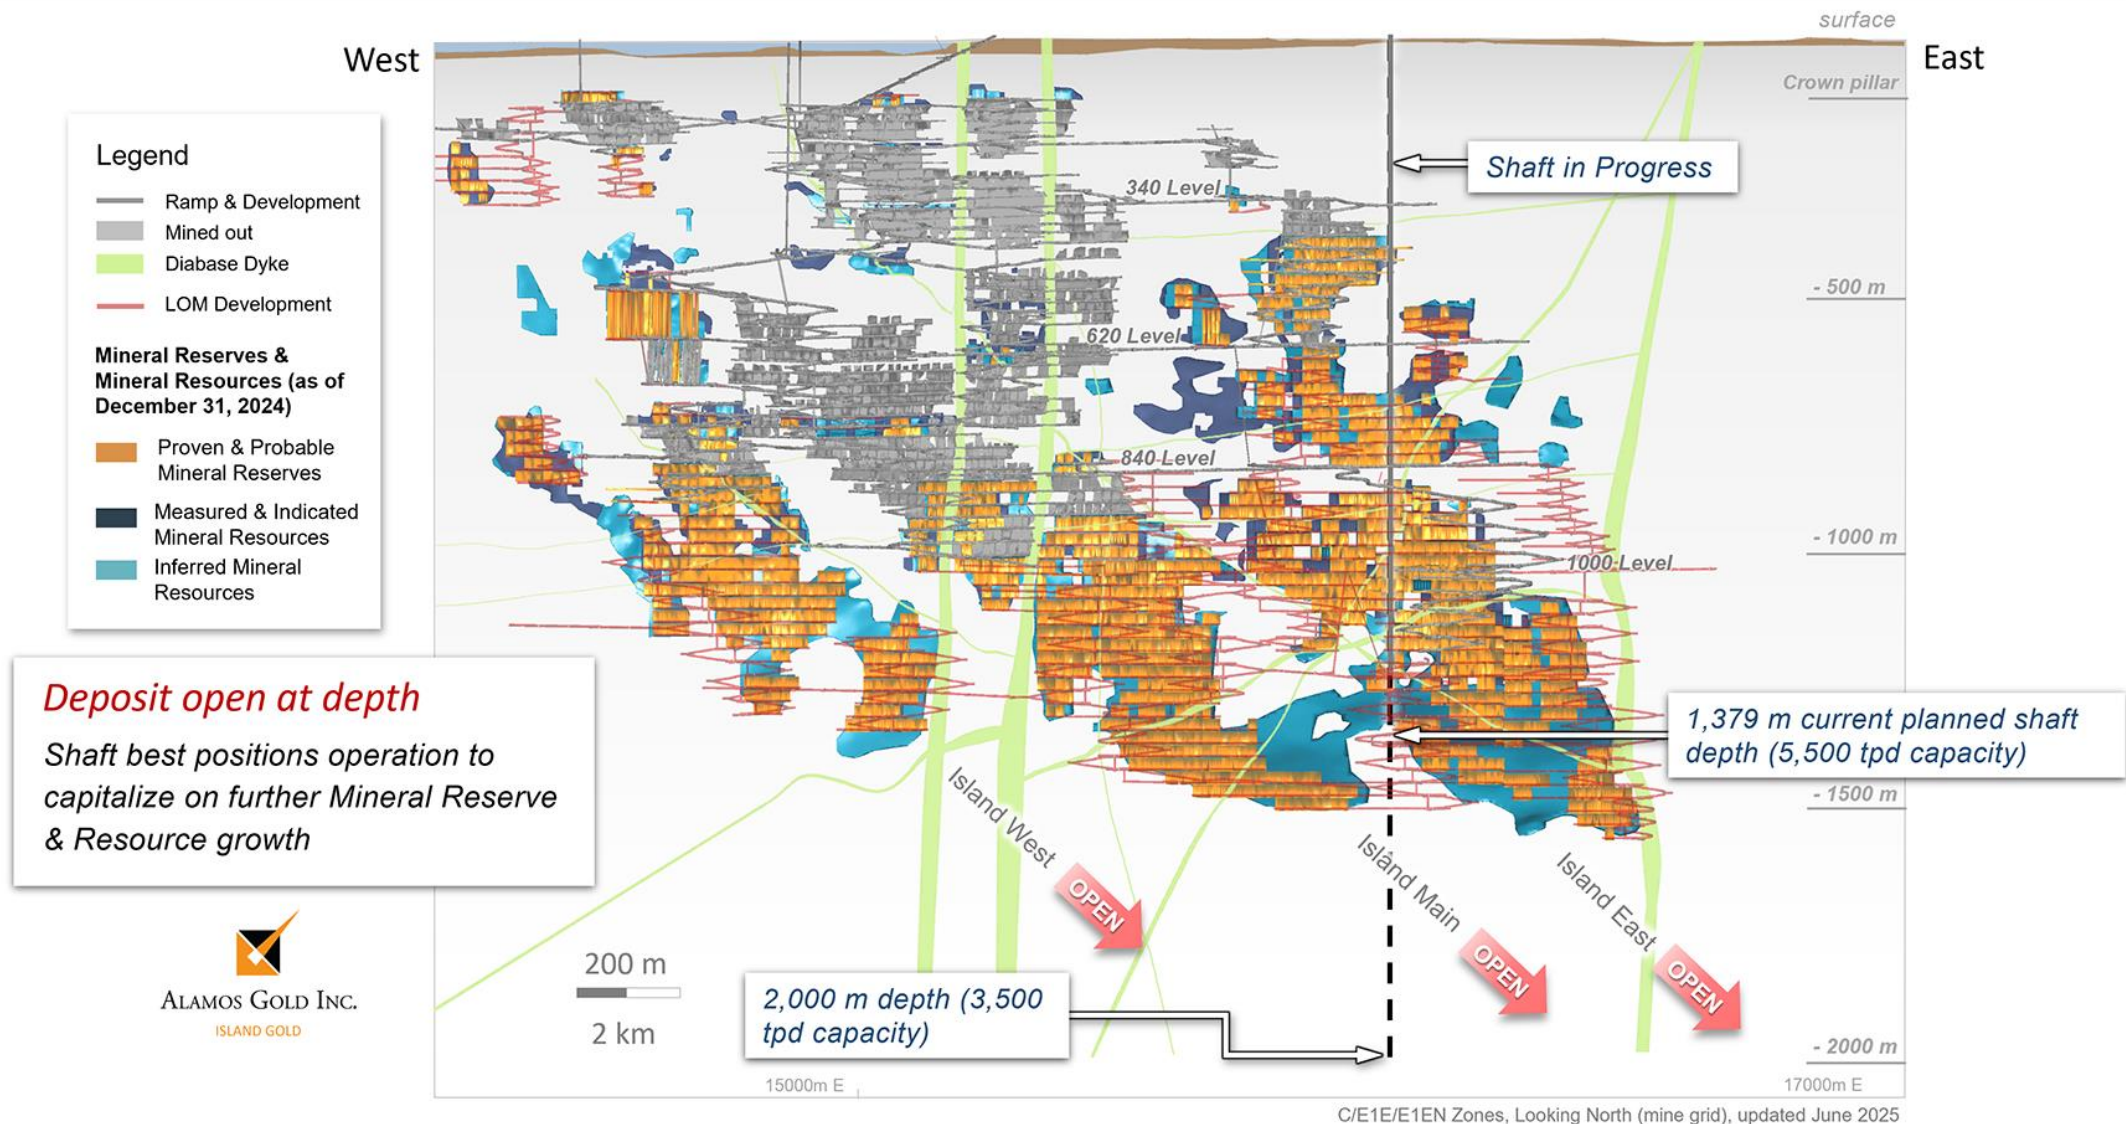 surface
West
East
Crown pillar
Legend
Ramp & Development
Mined out
Diabase Dyke
LOM Development
Mineral Reserves &
Mineral Resources (as of
December 31, 2024)
Proven & Probable
Mineral Reserves
Measured & Indicated
Mineral Resources
Inferred Mineral
Resources
Shaft in Progress
340 Level
- 500 m
620 Level
840 Level
- 1000 m
1000 Level
Deposit open at depth
Shaft best positions operation to
capitalize on further Mineral Reserve
& Resource growth
1,379 m current planned shaft
depth (5,500 tpd capacity)
- 1500 m
Island West
OPEN
Island Main
OPEN
Island East
OPEN
ALAMOS GOLD INC.
ISLAND GOLD
200 m
2 km
2,000 m depth (3,500
tpd capacity)
- 2000 m
15000m E
17000m E
C/E1E/E1EN Zones, Looking North (mine grid), updated June 2025